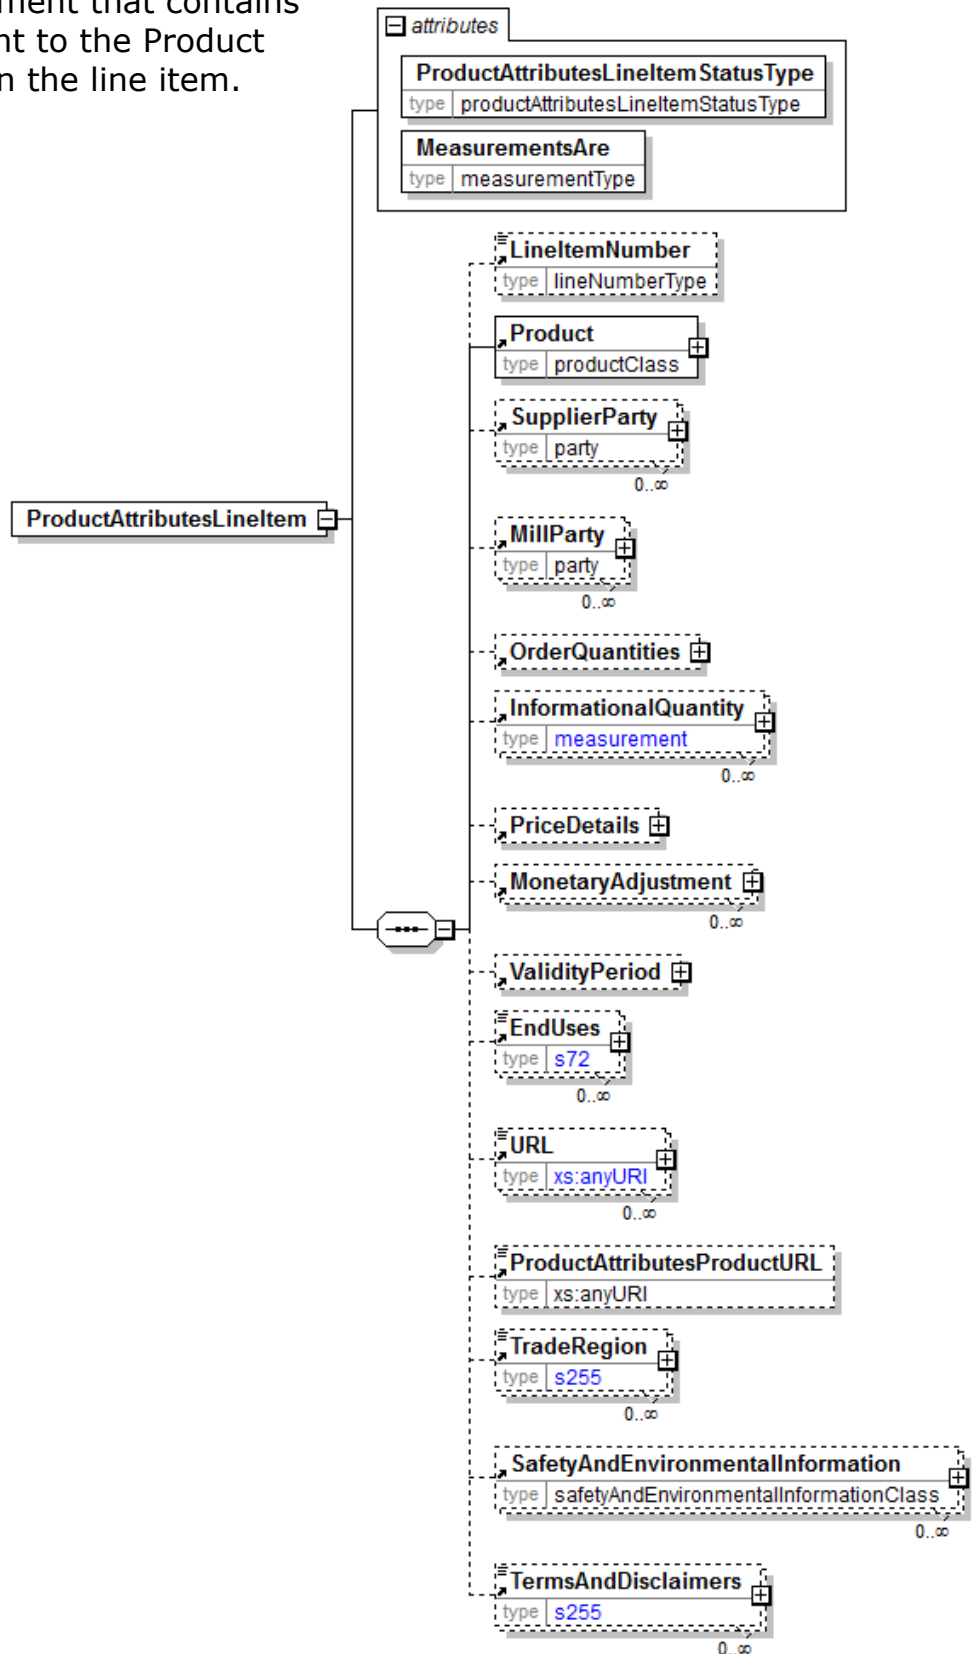 ment that contains
nt to the Product
n the line item.
attributes
ProductAttributesLineItemStatusType
type productAttributesLineItemStatusType
MeasurementsAre
type measurementType
LineItemNumber
type lineNumberType
Product
type productClass
SupplierParty
type party
0..∞
ProductAttributesLineItem
MillParty
type party
0..∞
OrderQuantities
InformationalQuantity
type measurement
0..∞
PriceDetails
MonetaryAdjustment
0..∞
ValidityPeriod
EndUses
type s72
0..∞
URL
type xs:anyURI
0..∞
ProductAttributesProductURL
type xs:anyURI
TradeRegion
type s255
0..∞
SafetyAndEnvironmentalInformation
type safetyAndEnvironmentalInformationClass
0..∞
TermsAndDisclaimers
type s255
0..∞